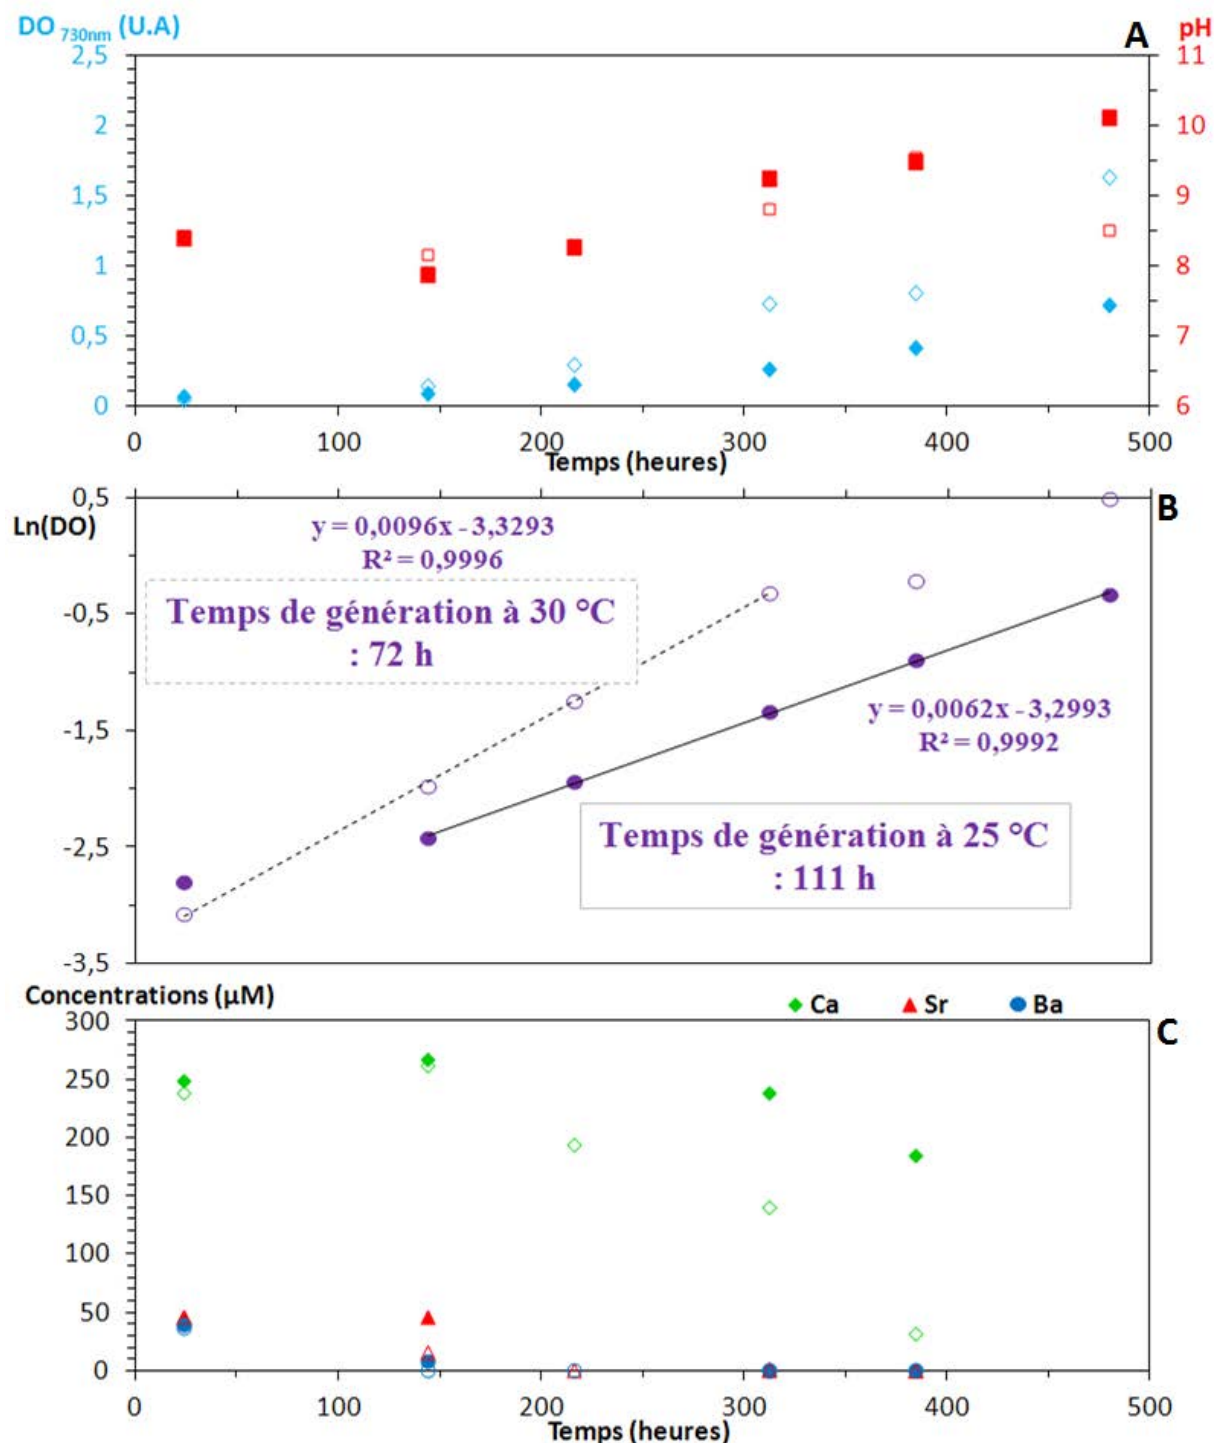 DO 730nm (U.A)
pH
A
2,5
2
1,5
1
0,5
0
11
10
9
8
7
6
0 100 200 300 400 500
Temps (heures)
B
Ln(DO)
0,5
-0,5
-1,5
-2,5
-3,5
y = 0,0096x - 3,3293
R² = 0,9996
Temps de génération à 30 °C
: 72 h
y = 0,0062x - 3,2993
R² = 0,9992
Temps de génération à 25 °C
: 111 h
Concentrations (µM)
Ca Sr Ba
C
300
250
200
150
100
50
0
0 100 200 300 400 500
Temps (heures)